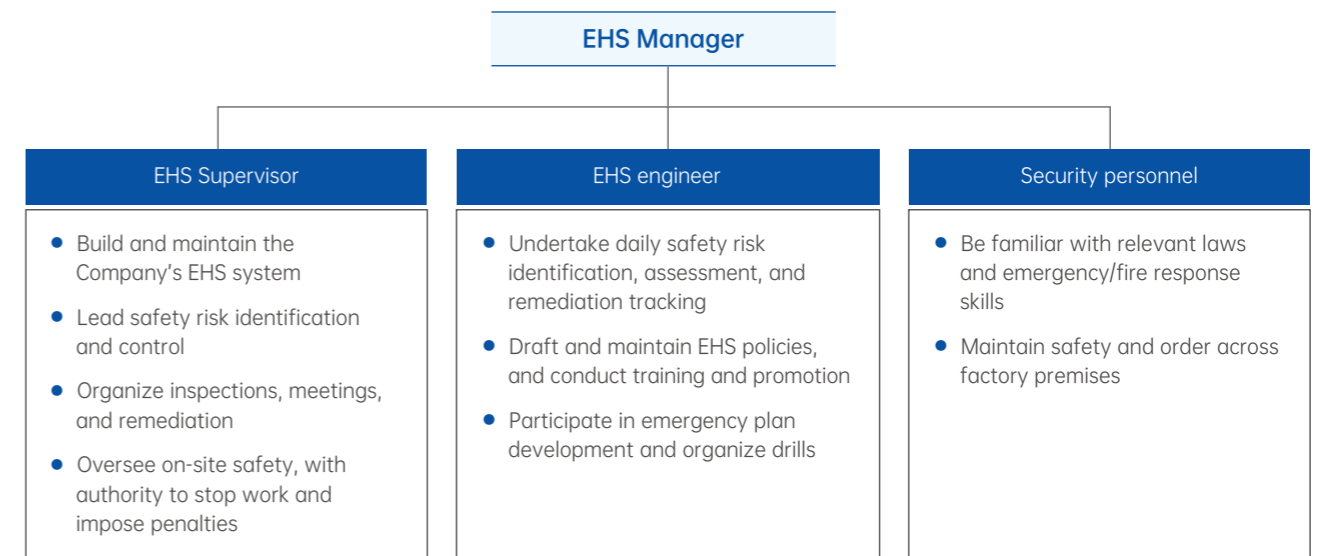 EHS Manager
EHS Supervisor
Build and maintain the
Company's EHS system
Lead safety risk identification
and control
Organize inspections, meetings,
and remediation
Oversee on-site safety, with
authority to stop work and
impose penalties
EHS engineer
Undertake daily safety risk
identification, assessment, and
remediation tracking
Draft and maintain EHS policies,
and conduct training and promotion
Participate in emergency plan
development and organize drills
Security personnel
Be familiar with relevant laws
and emergency/fire response
skills
Maintain safety and order across
factory premises